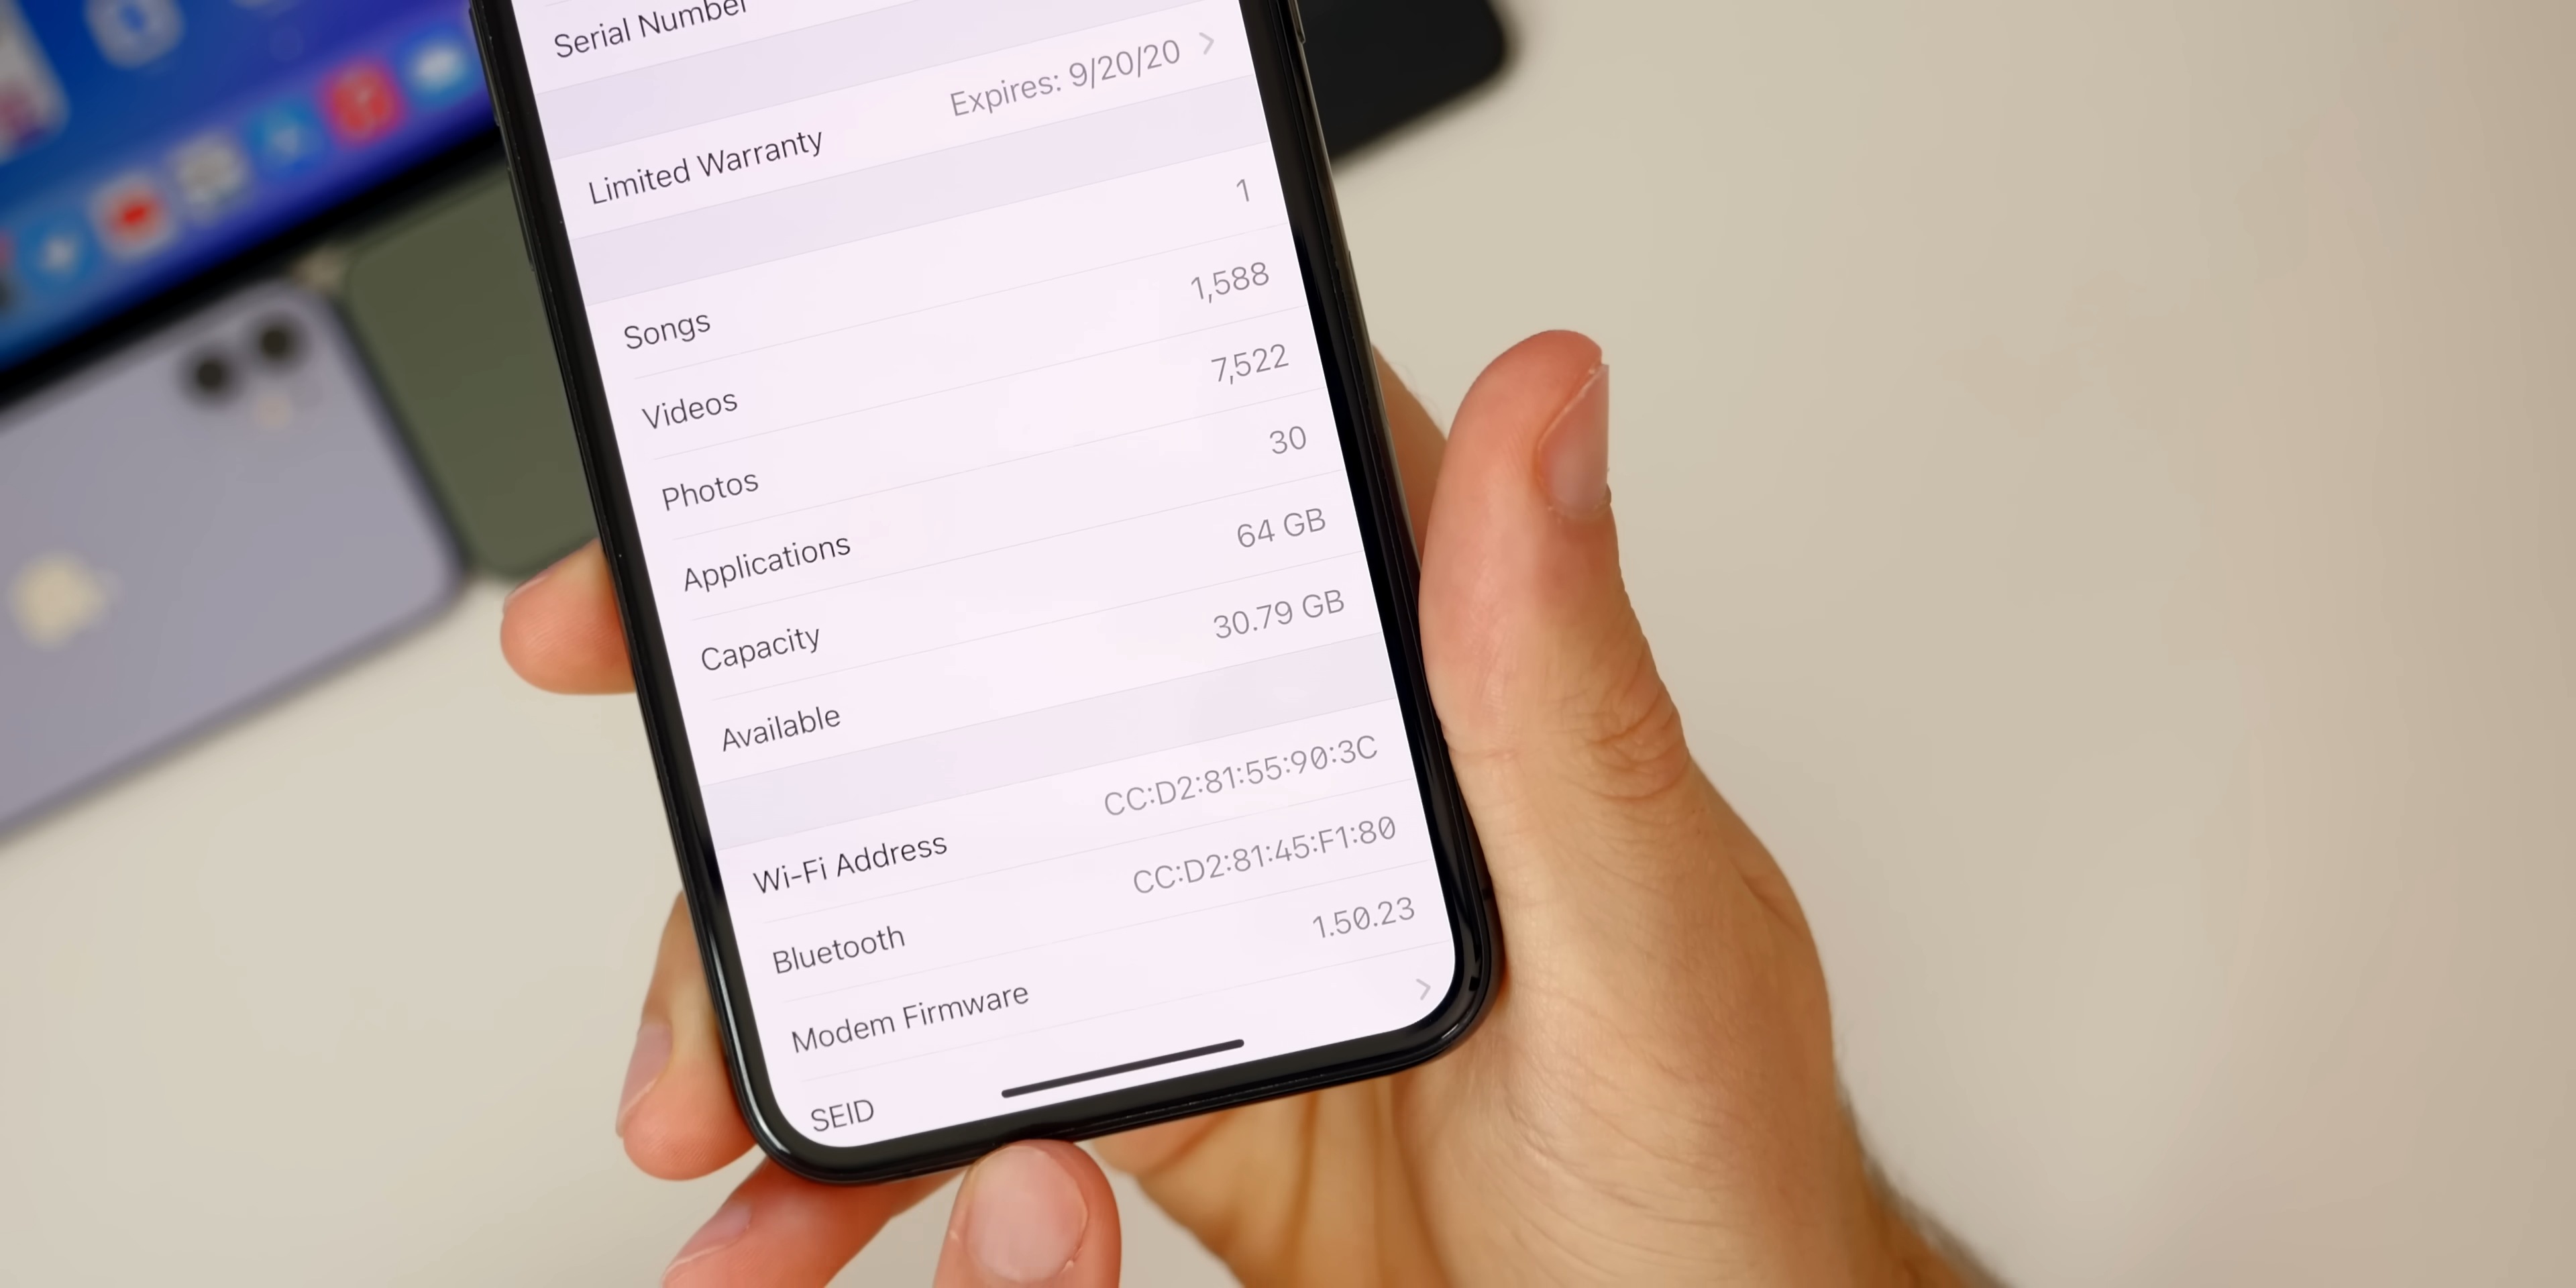 Serial Number
Limited Warranty Expires: 9/20/20
Songs 1
Videos 1,588
Photos 7,522
Applications 30
Capacity 64 GB
Available 30.79 GB
Wi-Fi Address CC:D2:81:55:90:3C
Bluetooth CC:D2:81:45:F1:80
Modem Firmware 1.50.23
SEID